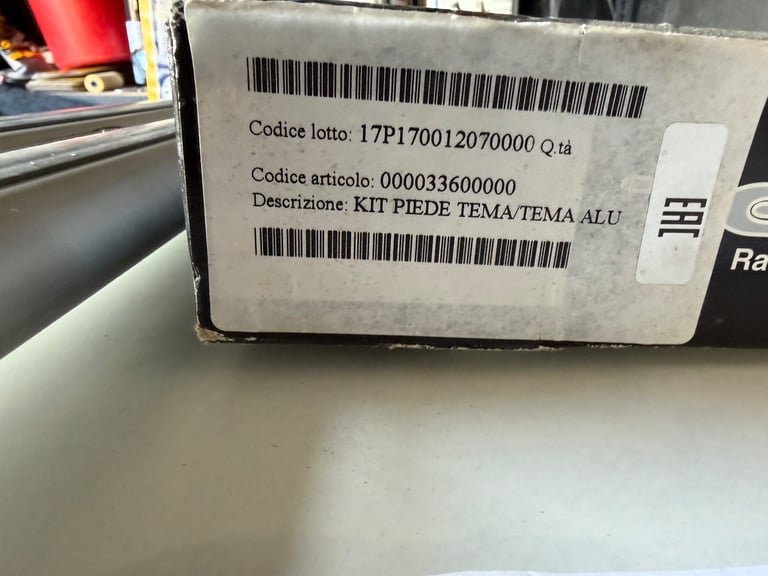 Codice lotto: 17P170012070000 Q.tà
Codice articolo: 000033600000
Descrizione: KIT PIEDE TEMA/TEMA ALU
EAC
Ra